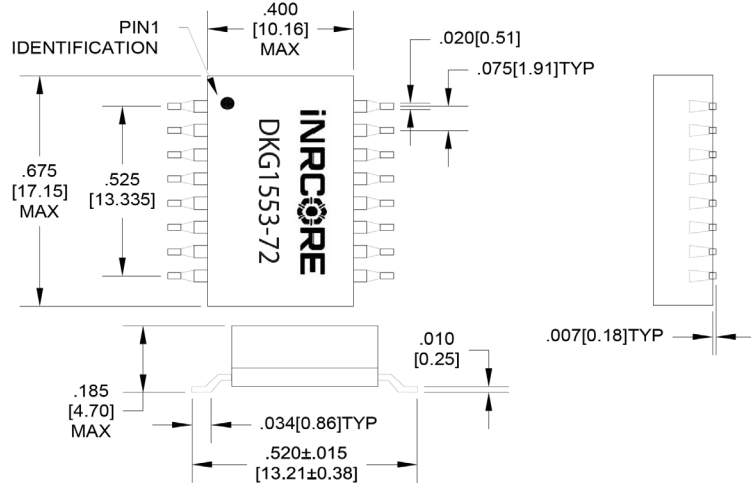 PIN1
IDENTIFICATION
.400
[10.16]
MAX
.020[0.51]
.075[1.91]TYP
.675
[17.15]
MAX
.525
[13.335]
iNRCORE
DKG1553-72
.007[0.18]TYP
.010
[0.25]
.185
[4.70]
MAX
.034[0.86]TYP
.520±.015
[13.21±0.38]